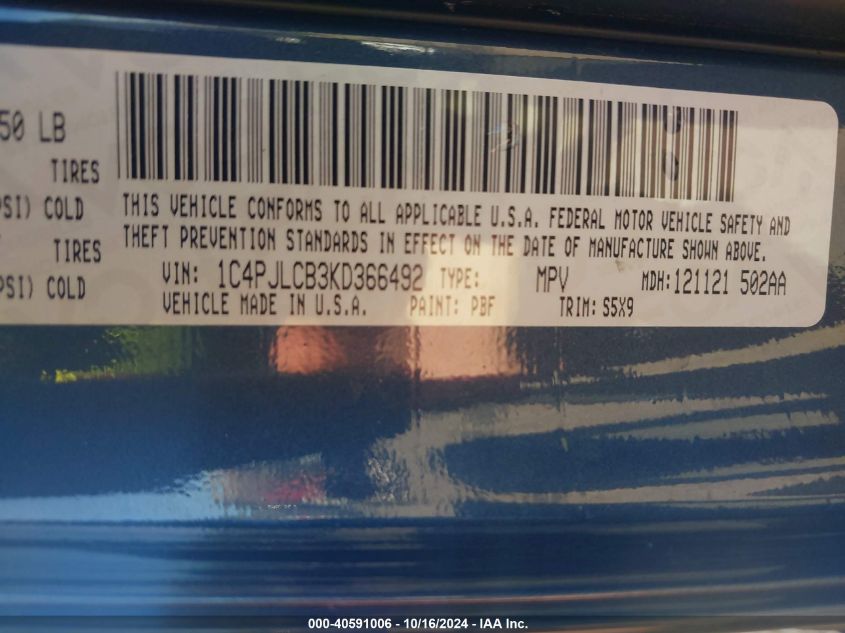 50 LB
TIRES
PSI) COLD
TIRES
PSI) COLD
THIS VEHICLE CONFORMS TO ALL APPLICABLE U.S.A. FEDERAL MOTOR VEHICLE SAFETY AND
THEFT PREVENTION STANDARDS IN EFFECT ON THE DATE OF MANUFACTURE SHOWN ABOVE.
VIN: 1C4PJLCB3KD366492 TYPE: MPV MDH:121121 502AA
VEHICLE MADE IN U.S.A. PAINT: PBF TRIM: S5X9
000-40591006 - 10/16/2024 - IAA Inc.